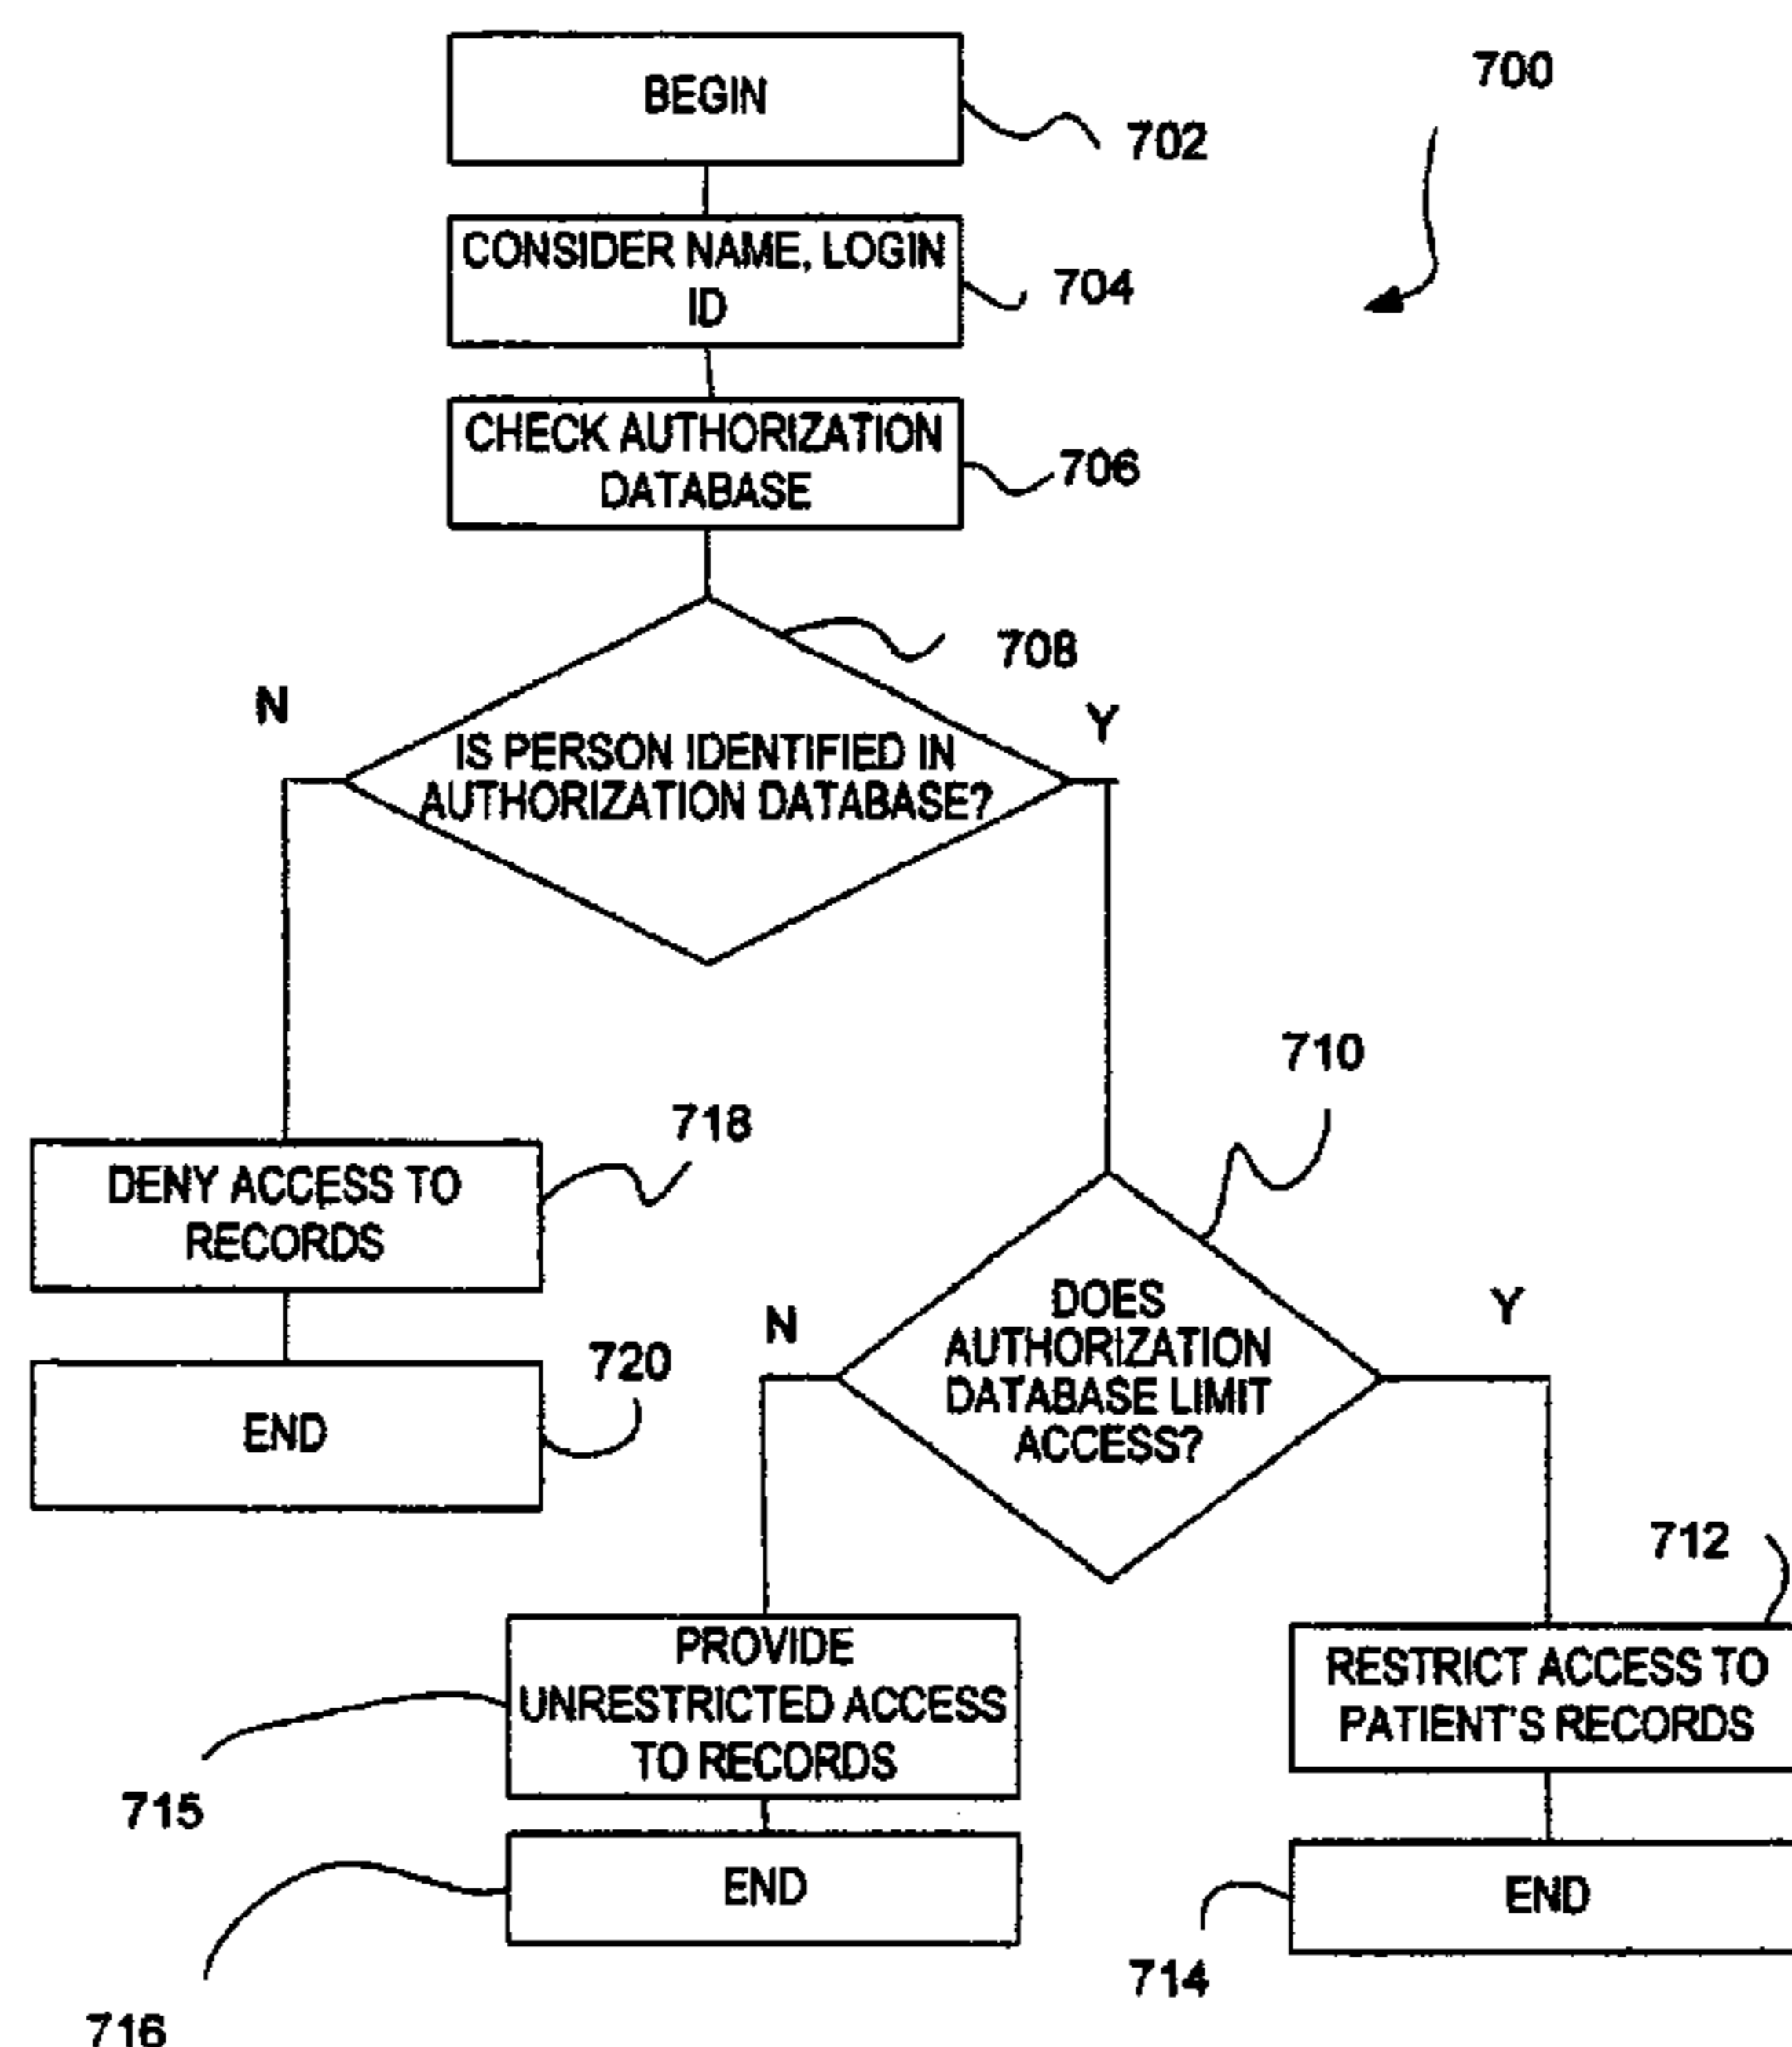 BEGIN
700
702
CONSIDER NAME, LOGIN
ID
704
CHECK AUTHORIZATION
DATABASE
706
708
N
Y
IS PERSON IDENTIFIED IN
AUTHORIZATION DATABASE?
710
718
DENY ACCESS TO
RECORDS
DOES
AUTHORIZATION
DATABASE LIMIT
ACCESS?
N
Y
720
END
712
PROVIDE
UNRESTRICTED ACCESS
TO RECORDS
RESTRICT ACCESS TO
PATIENT'S RECORDS
715
END
END
714
716